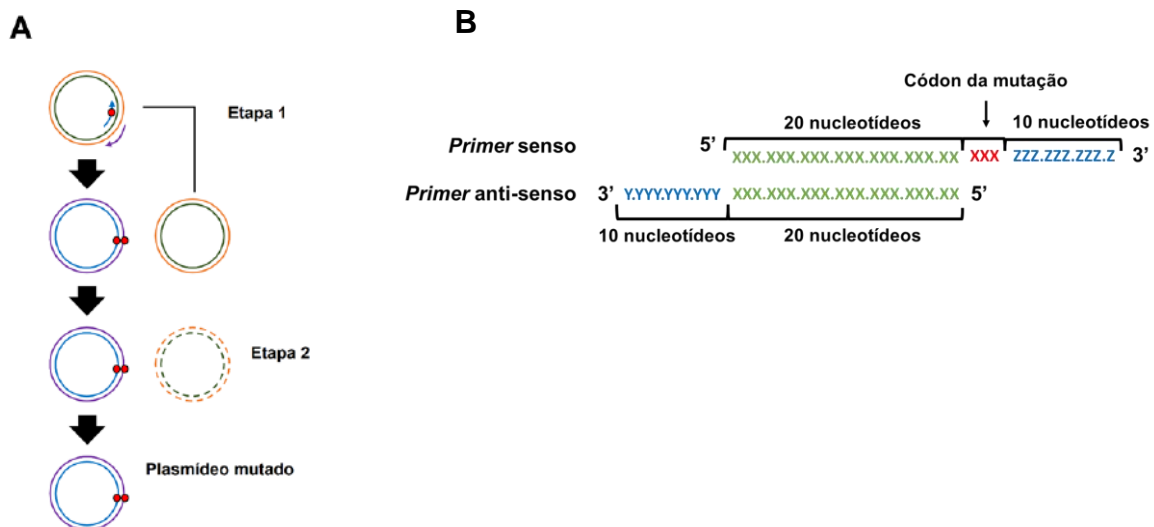 A
Etapa 1
Etapa 2
Plasmídeo mutado
B
Códon da mutação
20 nucleotídeos
10 nucleotídeos
Primer senso 5’ XXX.XXX.XXX.XXX.XXX.XXX.XX XXX ZZZ.ZZZ.ZZZ.Z 3’
Primer anti-senso 3’ Y.YYY.YYY.YYY XXX.XXX.XXX.XXX.XXX.XXX.XX 5’
10 nucleotídeos
20 nucleotídeos